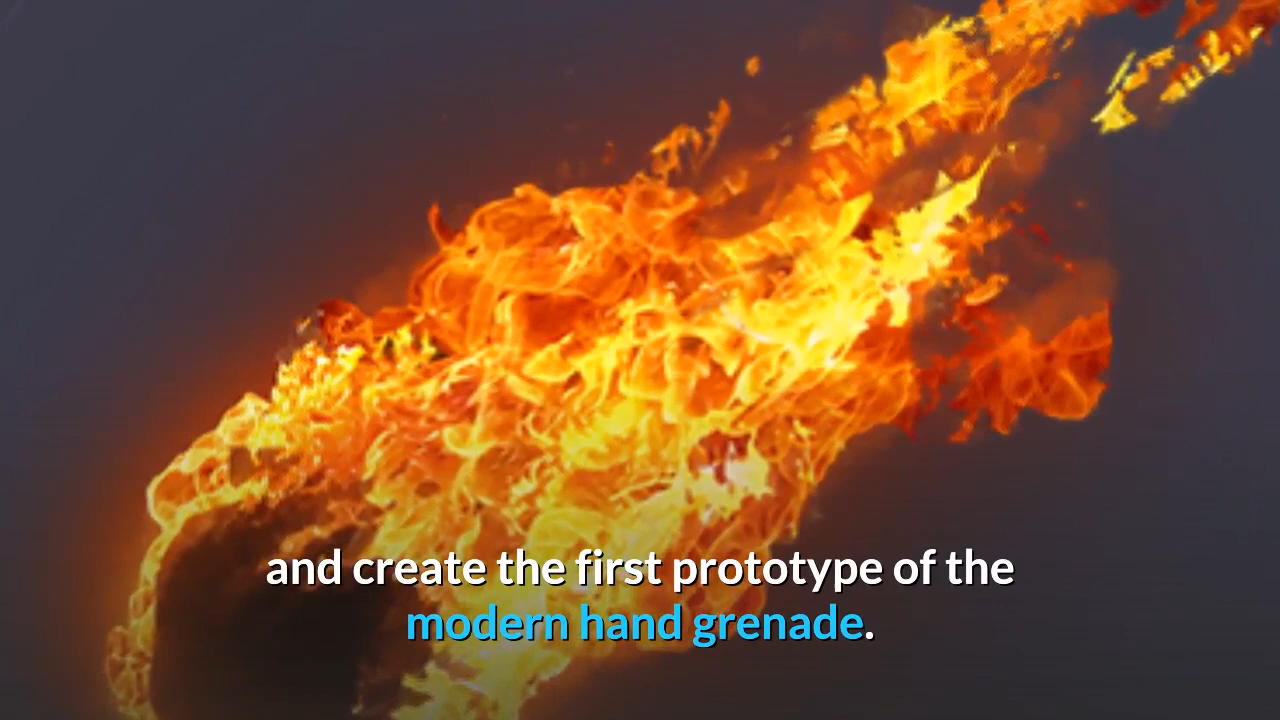 and create the first prototype of the
modern hand grenade.